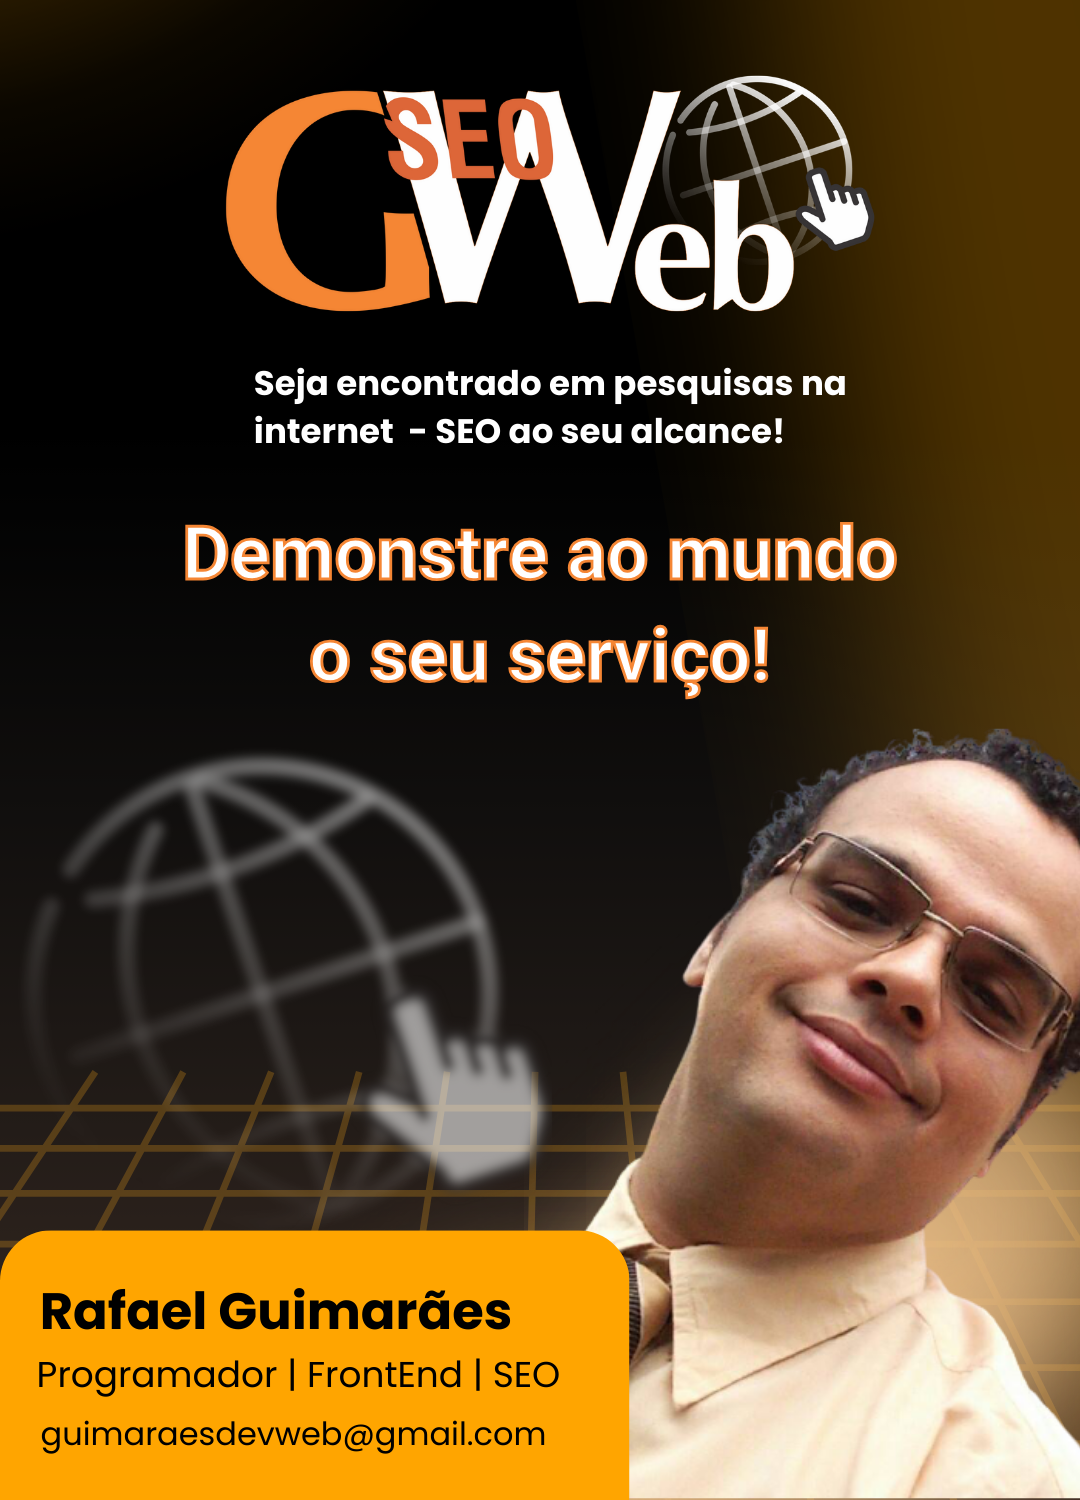 GWeb
SEO
Seja encontrado em pesquisas na
internet - SEO ao seu alcance!
Demonstre ao mundo
o seu serviço!
Rafael Guimarães
Programador | FrontEnd | SEO
guimaraesdevweb@gmail.com